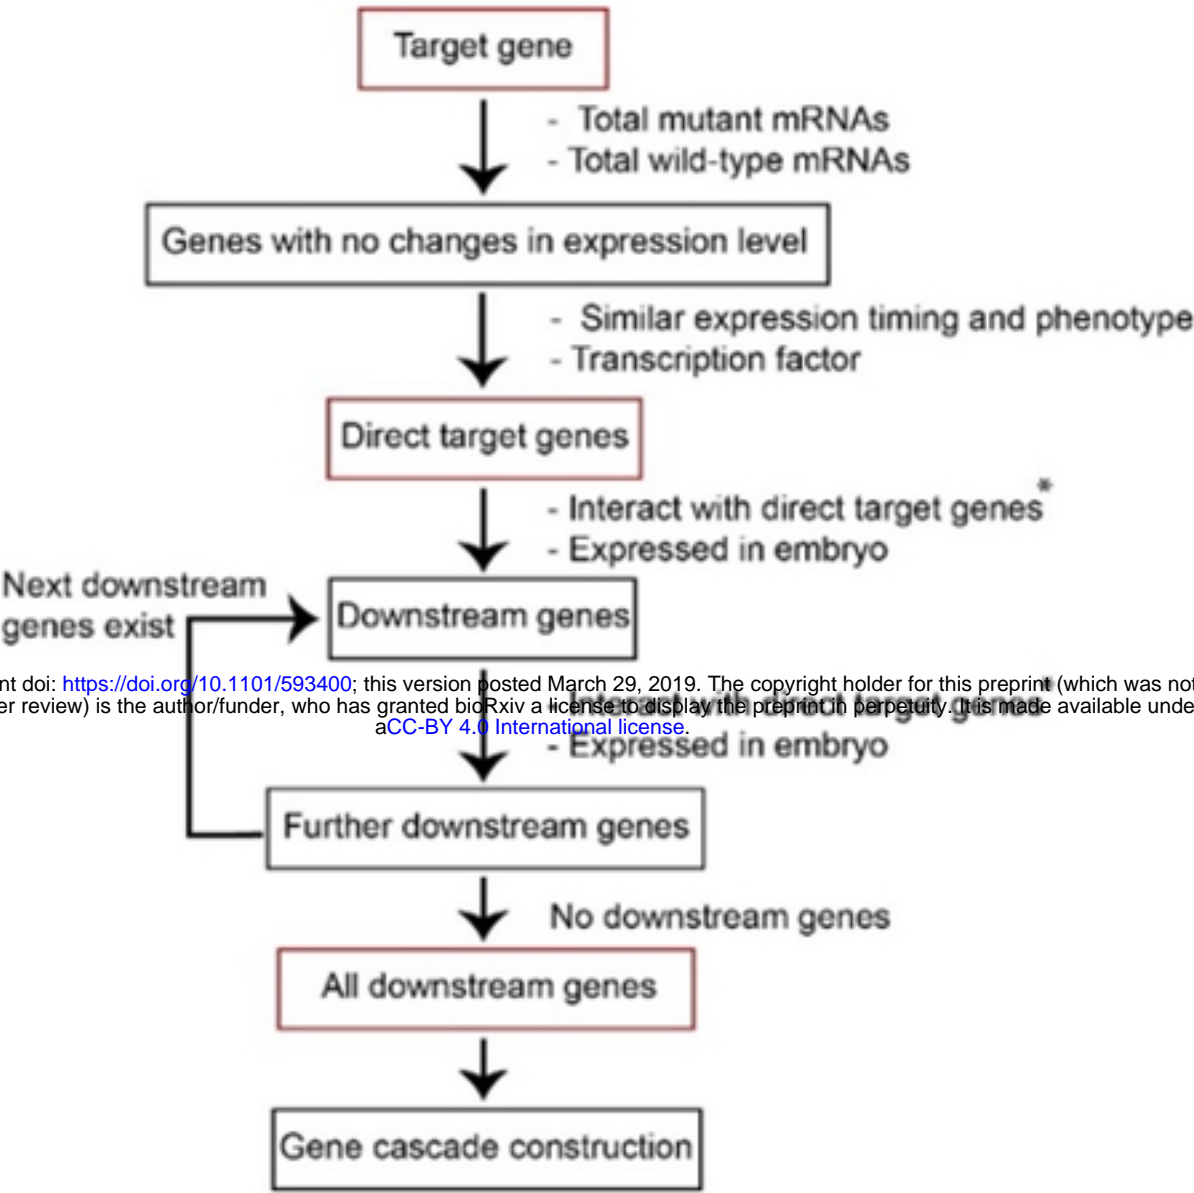 Target gene
- Total mutant mRNAs
- Total wild-type mRNAs
Genes with no changes in expression level
- Similar expression timing and phenotype
- Transcription factor
Direct target genes
- Interact with direct target genes*
- Expressed in embryo
Next downstream
genes exist
Downstream genes
nt doi: https://doi.org/10.1101/593400; this version posted March 29, 2019. The copyright holder for this preprint (which was not
er review) is the author/funder, who has granted bioRxiv a license to display the preprint in perpetuity. It is made available unde
aCC-BY 4.0 International license.
- Interact with direct target genes*
- Expressed in embryo
Further downstream genes
No downstream genes
All downstream genes
Gene cascade construction